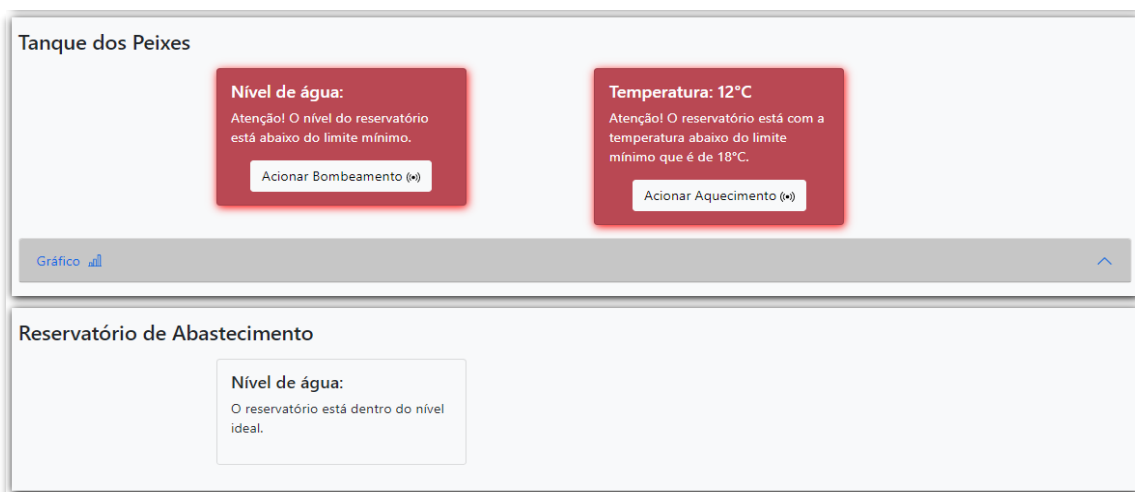 Tanque dos Peixes
Nível de água:
Atenção! O nível do reservatório
está abaixo do limite mínimo.
Acionar Bombeamento
Temperatura: 12°C
Atenção! O reservatório está com a
temperatura abaixo do limite
mínimo que é de 18°C.
Acionar Aquecimento
Gráfico
Reservatório de Abastecimento
Nível de água:
O reservatório está dentro do nível
ideal.